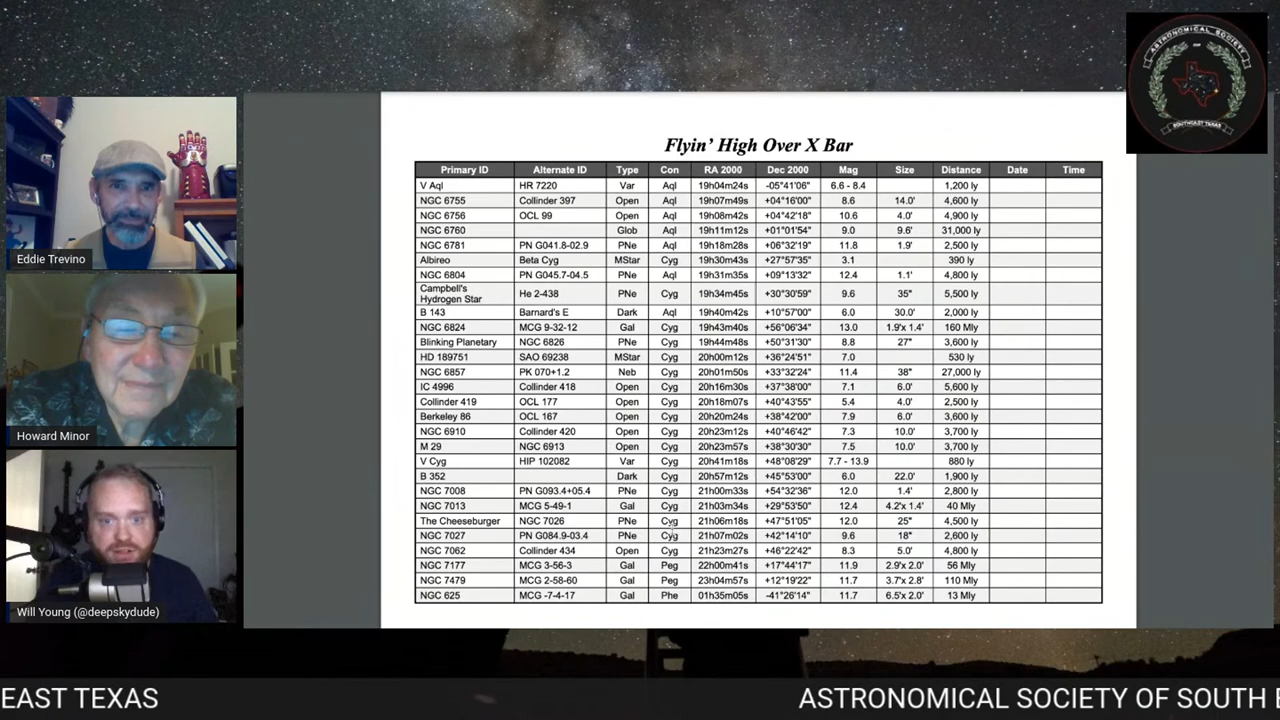 ASTRONOMICAL SOCIETY
OF
SOUTHEAST TEXAS
Eddie Trevino
Howard Minor
Will Young (@deepskydude)
Flyin' High Over X Bar
Primary ID Alternate ID Type Con RA 2000 Dec 2000 Mag Size Distance Date Time
V Aql HR 7220 Var Aql 19h04m24s -05°41'06" 6.6 - 8.4 1,200 ly
NGC 6755 Collinder 397 Open Aql 19h07m49s +04°16'00" 8.6 14.0' 4,600 ly
NGC 6756 OCL 99 Open Aql 19h08m42s +04°42'18" 10.6 4.0' 4,900 ly
NGC 6760 Glob Aql 19h11m12s +01°01'54" 9.0 9.6' 31,000 ly
NGC 6781 PN G041.8-02.9 PNe Aql 19h18m28s +06°32'19" 11.8 1.9' 2,500 ly
Albireo Beta Cyg MStar Cyg 19h30m43s +27°57'35" 3.1 390 ly
NGC 6804 PN G045.7-04.5 PNe Aql 19h31m35s +09°13'32" 12.4 1.1' 4,800 ly
Campbell's
Hydrogen Star He 2-438 PNe Cyg 19h34m45s +30°30'59" 9.6 35" 5,500 ly
B 143 Barnard's E Dark Aql 19h40m42s +10°57'00" 6.0 30.0' 2,000 ly
NGC 6824 MCG 9-32-12 Gal Cyg 19h43m40s +56°06'34" 13.0 1.9'x 1.4' 160 Mly
Blinking Planetary NGC 6826 PNe Cyg 19h44m48s +50°31'30" 8.8 27" 3,600 ly
HD 189751 SAO 69238 MStar Cyg 20h00m12s +36°24'51" 7.0 530 ly
NGC 6857 PK 070+1.2 Neb Cyg 20h01m50s +33°32'24" 11.4 38" 27,000 ly
IC 4996 Collinder 418 Open Cyg 20h16m30s +37°38'00" 7.1 6.0' 5,600 ly
Collinder 419 OCL 177 Open Cyg 20h18m07s +40°43'55" 5.4 4.0' 2,500 ly
Berkeley 86 OCL 167 Open Cyg 20h20m24s +38°42'00" 7.9 6.0' 3,600 ly
NGC 6910 Collinder 420 Open Cyg 20h23m12s +40°46'42" 7.3 10.0' 3,700 ly
M 29 NGC 6913 Open Cyg 20h23m57s +38°30'30" 7.5 10.0' 3,700 ly
V Cyg HIP 102082 Var Cyg 20h41m18s +48°08'29" 7.7 - 13.9 880 ly
B 352 Dark Cyg 20h57m12s +45°53'00" 6.0 22.0' 1,900 ly
NGC 7008 PN G093.4+05.4 PNe Cyg 21h00m33s +54°32'36" 12.0 1.4' 2,800 ly
NGC 7013 MCG 5-49-1 Gal Cyg 21h03m34s +29°53'50" 12.4 4.2'x 1.4' 40 Mly
The Cheeseburger NGC 7026 PNe Cyg 21h06m18s +47°51'05" 12.0 25" 4,500 ly
NGC 7027 PN G084.9-03.4 PNe Cyg 21h07m02s +42°14'10" 9.6 18" 2,600 ly
NGC 7062 Collinder 434 Open Cyg 21h23m27s +46°22'42" 8.3 5.0' 4,800 ly
NGC 7177 MCG 3-56-3 Gal Peg 22h00m41s +17°44'17" 11.9 2.9'x 2.0' 56 Mly
NGC 7479 MCG 2-58-60 Gal Peg 23h04m57s +12°19'22" 11.7 3.7'x 2.8' 110 Mly
NGC 625 MCG -7-4-17 Gal Phe 01h35m05s -41°26'14" 11.7 6.5'x 2.0' 13 Mly
EAST TEXAS ASTRONOMICAL SOCIETY OF SOUTH E